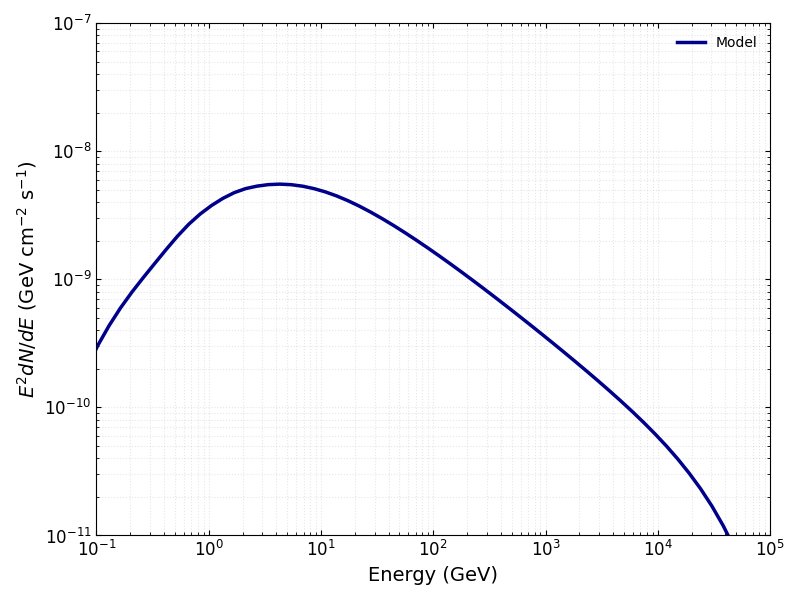 Model
E²dN/dE (GeV cm⁻² s⁻¹)
10⁻⁷
10⁻⁸
10⁻⁹
10⁻¹⁰
10⁻¹¹
10⁻¹ 10⁰ 10¹ 10² 10³ 10⁴ 10⁵
Energy (GeV)